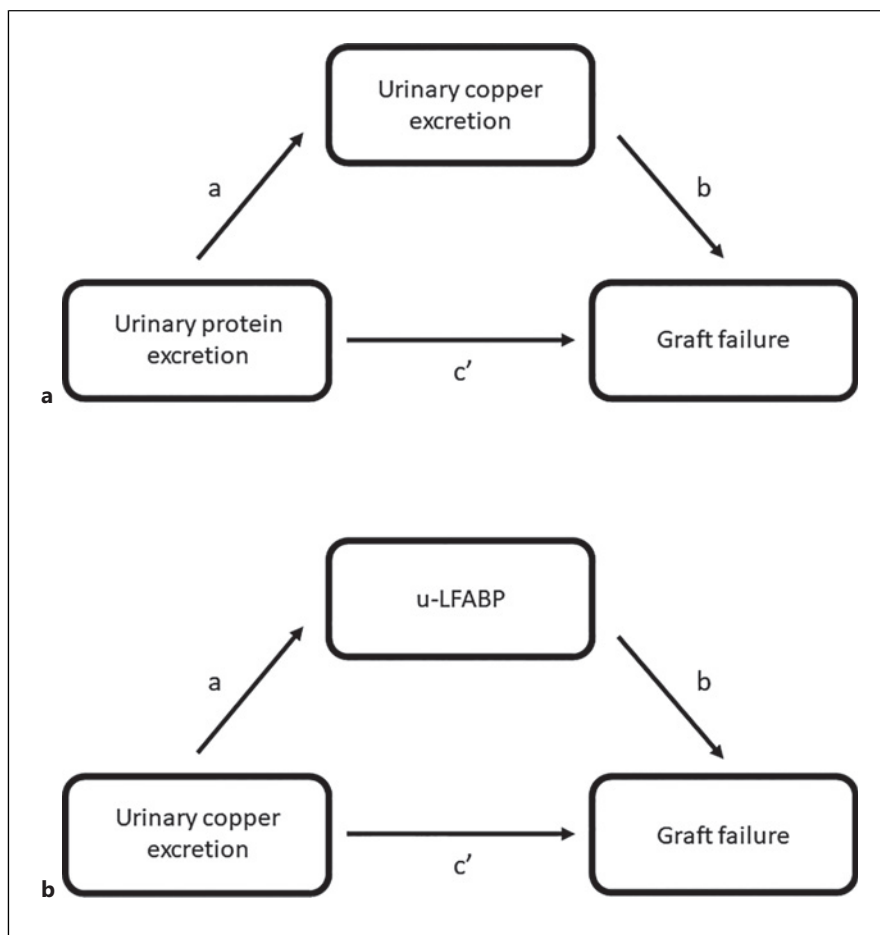 Urinary copper
excretion
a
b
Urinary protein
excretion
Graft failure
c’
a
u-LFABP
a
b
Urinary copper
excretion
Graft failure
c’
b